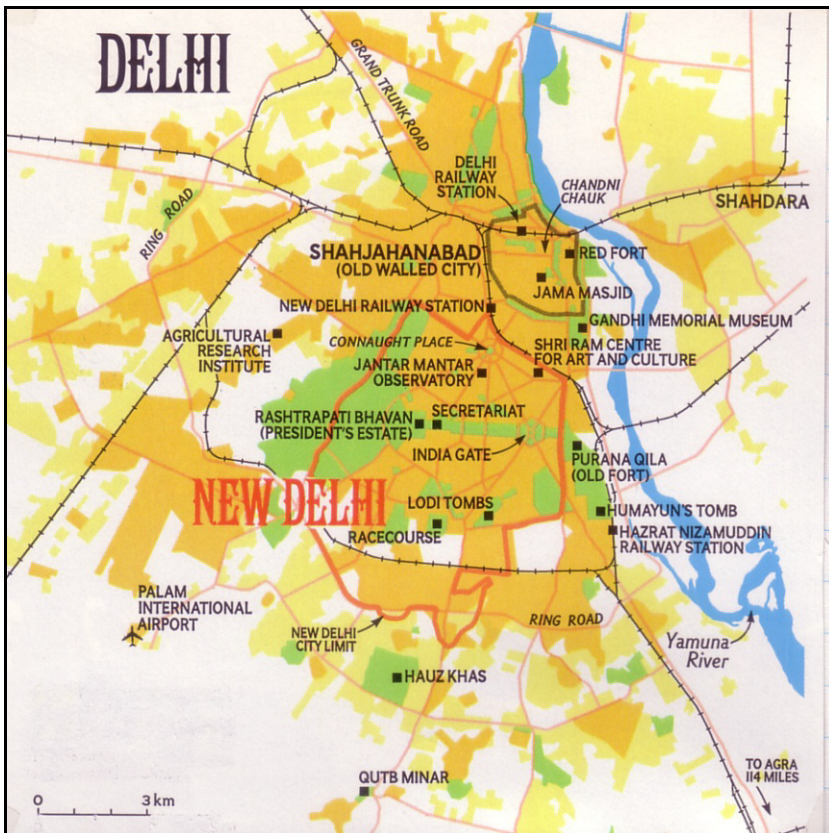 DELHI
GRAND TRUNK ROAD
DELHI
RAILWAY
STATION
CHANDNI
CHAUK
SHAHDARA
RING ROAD
SHAHJAHANABAD
(OLD WALLED CITY)
RED FORT
JAMA MASJID
NEW DELHI RAILWAY STATION
GANDHI MEMORIAL MUSEUM
AGRICULTURAL
RESEARCH
INSTITUTE
CONNAUGHT PLACE
SHRI RAM CENTRE
FOR ART AND CULTURE
JANTAR MANTAR
OBSERVATORY
RASHTRAPATI BHAVAN
(PRESIDENT'S ESTATE)
SECRETARIAT
INDIA GATE
PURANA QILA
(OLD FORT)
NEW DELHI
LODI TOMBS
RACECOURSE
HUMAYUN'S TOMB
HAZRAT NIZAMUDDIN
RAILWAY STATION
PALAM
INTERNATIONAL
AIRPORT
NEW DELHI
CITY LIMIT
RING ROAD
Yamuna
River
HAUZ KHAS
QUTB MINAR
TO AGRA
114 MILES
0 3 km